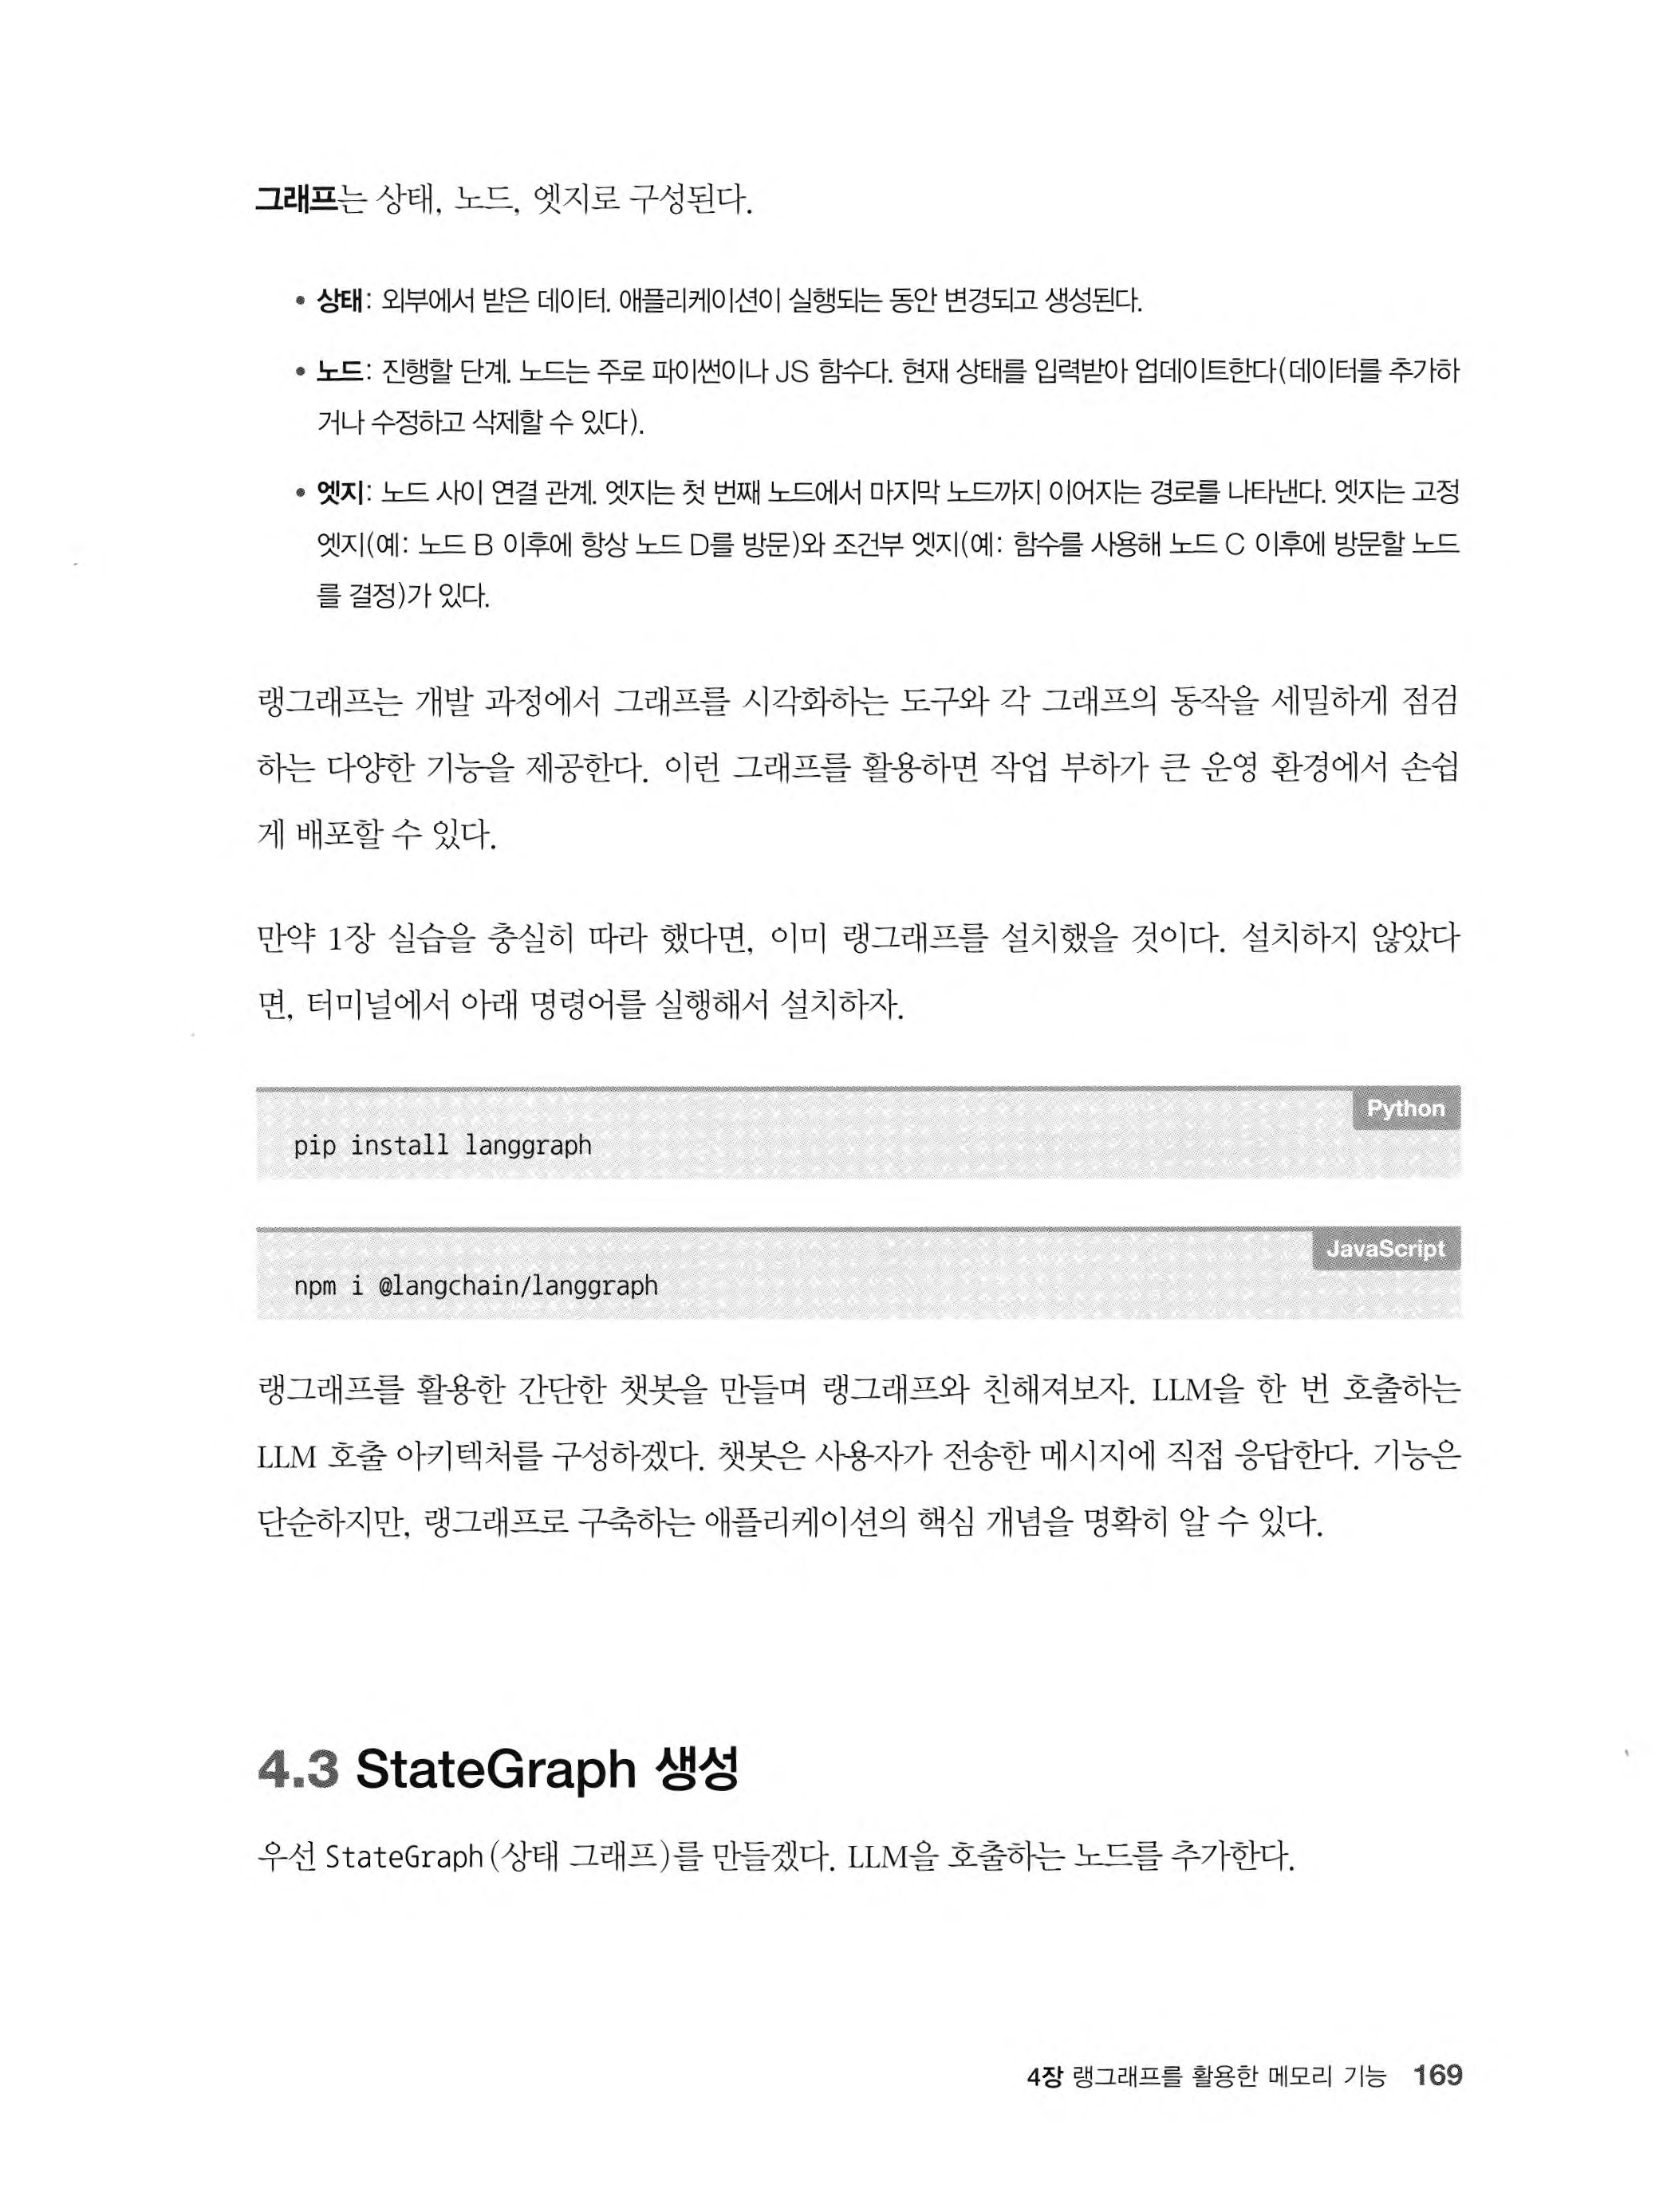 그래프는 상태, 노드, 엣지로 구성된다.
• 상태: 외부에서 받은 데이터. 애플리케이션이 실행되는 동안 변경되고 생성된다.
• 노드: 진행할 단계. 노드는 주로 파이썬이나 JS 함수다. 현재 상태를 입력받아 업데이트한다(데이터를 추가하
거나 수정하고 삭제할 수 있다).
• 엣지: 노드 사이 연결 관계. 엣지는 첫 번째 노드에서 마지막 노드까지 이어지는 경로를 나타낸다. 엣지는 고정
엣지(예: 노드 B 이후에 항상 노드 D를 방문)와 조건부 엣지(예: 함수를 사용해 노드 C 이후에 방문할 노드
를 결정)가 있다.
랭그래프는 개발 과정에서 그래프를 시각화하는 도구와 각 그래프의 동작을 세밀하게 점검
하는 다양한 기능을 제공한다. 이런 그래프를 활용하면 작업 부하가 큰 운영 환경에서 손쉽
게 배포할 수 있다.
만약 1장 실습을 충실히 따라 했다면, 이미 랭그래프를 설치했을 것이다. 설치하지 않았다
면, 터미널에서 아래 명령어를 실행해서 설치하자.
Python
pip install langgraph
JavaScript
npm i @langchain/langgraph
랭그래프를 활용한 간단한 챗봇을 만들며 랭그래프와 친해져보자. LLM을 한 번 호출하는
LLM 호출 아키텍처를 구성하겠다. 챗봇은 사용자가 전송한 메시지에 직접 응답한다. 기능은
단순하지만, 랭그래프로 구축하는 애플리케이션의 핵심 개념을 명확히 알 수 있다.
4.3 StateGraph 생성
우선 StateGraph(상태 그래프)를 만들겠다. LLM을 호출하는 노드를 추가한다.
4장 랭그래프를 활용한 메모리 기능 169